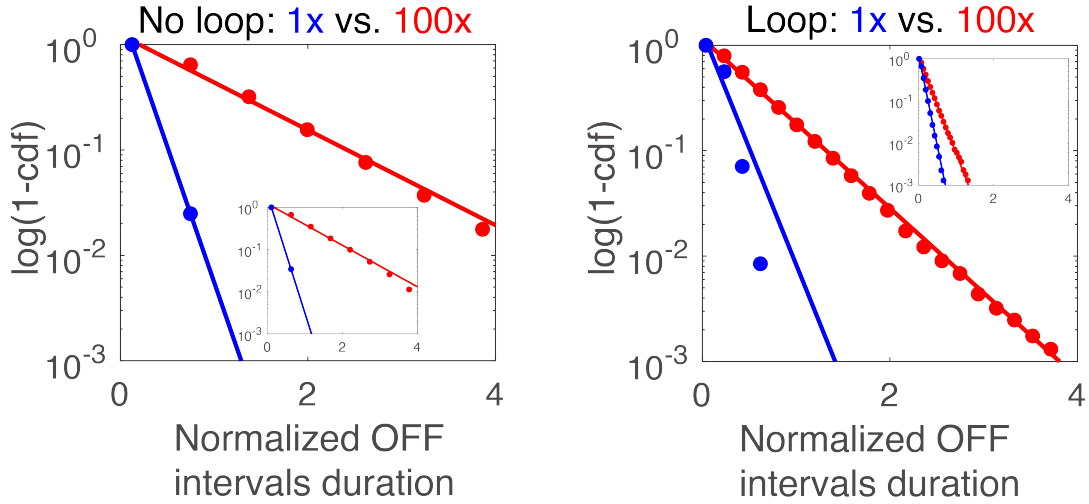 No loop: 1x vs. 100x
log(1-cdf)
10^0
10^-1
10^-2
10^-3
0 2 4
10^0
10^-1
10^-2
10^-3
0 2 4
Normalized OFF
intervals duration
Loop: 1x vs. 100x
log(1-cdf)
10^0
10^-1
10^-2
10^-3
0 2 4
10^0
10^-1
10^-2
10^-3
0 2 4
Normalized OFF
intervals duration